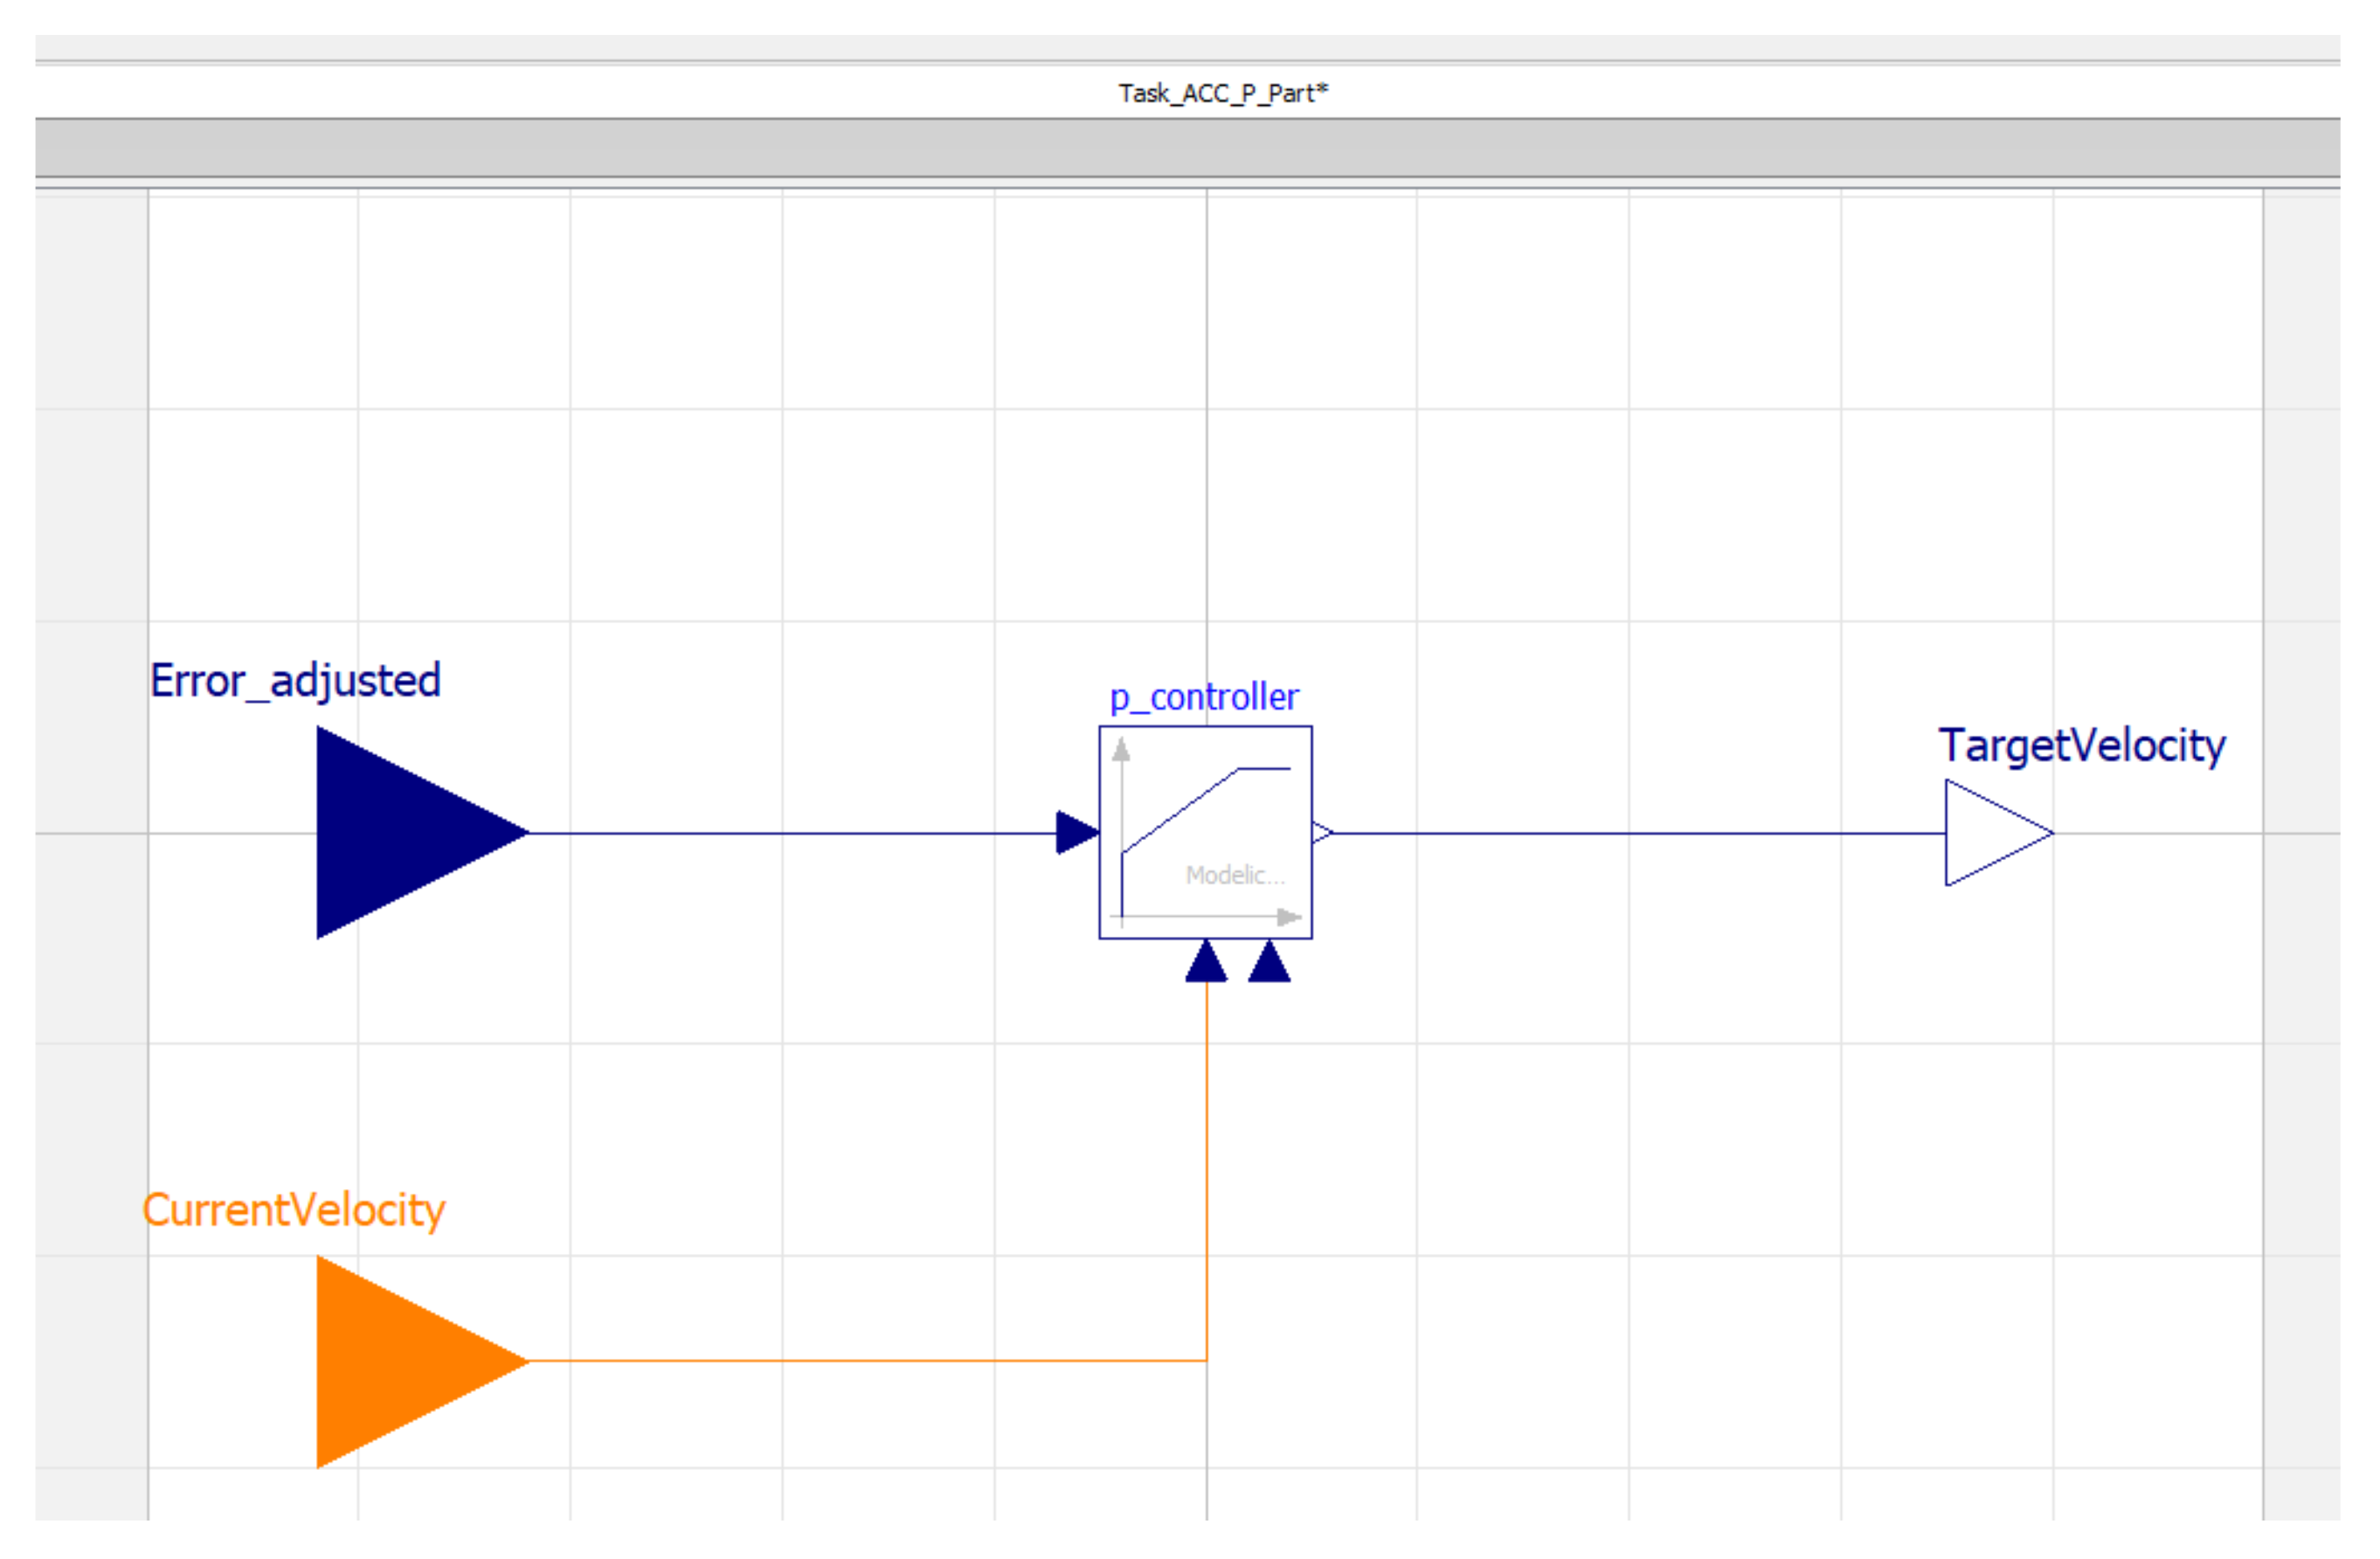 Task_ACC_P_Part*
Error_adjusted
p_controller
TargetVelocity
Modelic...
CurrentVelocity